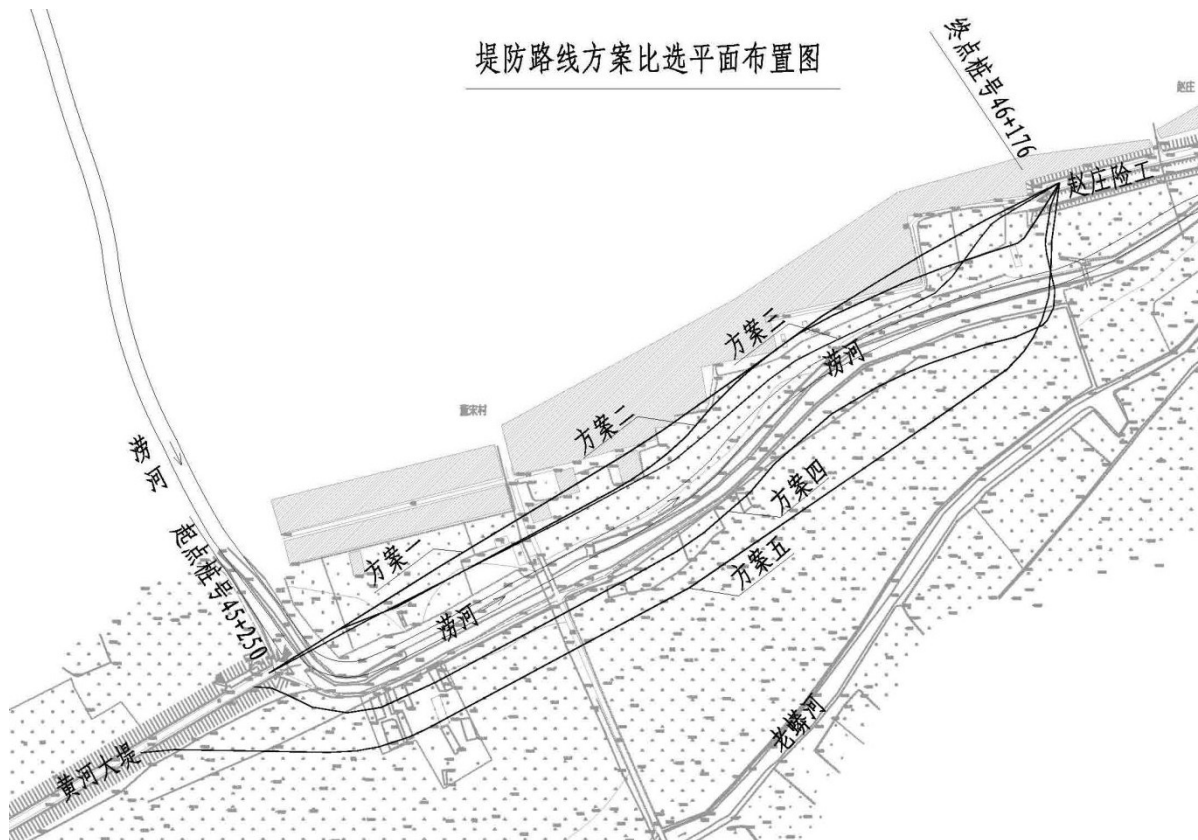 堤防路线方案比选平面布置图
终点桩号46+176
赵庄
赵庄险工
方案三
涝河
董宋村
方案二
涝河
方案四
起点桩号45+250
方案一
方案五
涝河
老蟒河
黄河大堤